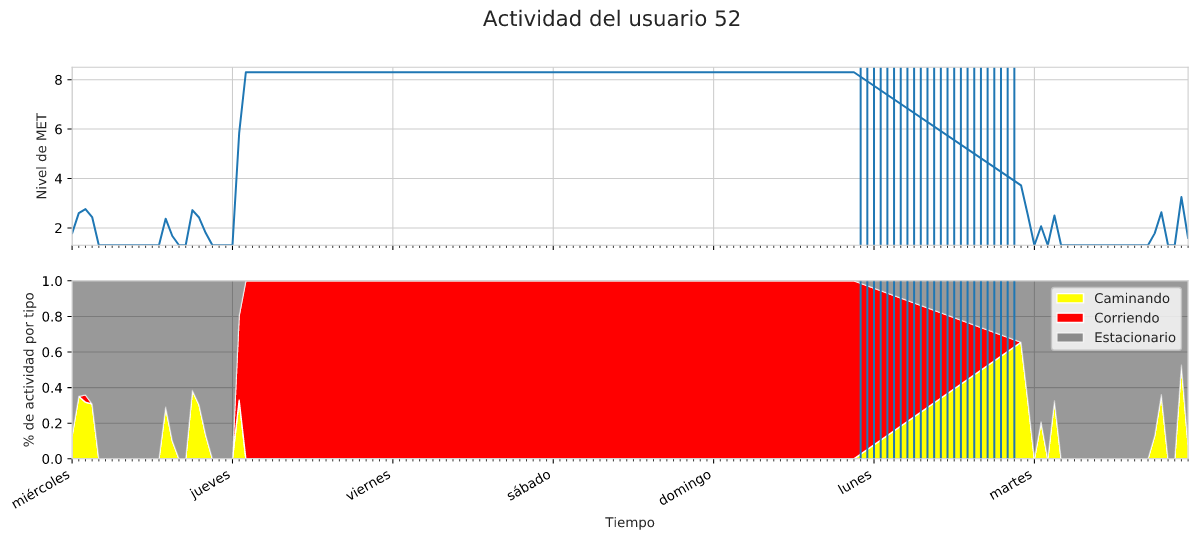 Actividad del usuario 52
Nivel de MET
8
6
4
2
% de actividad por tipo
1.0
0.8
0.6
0.4
0.2
0.0
Caminando
Corriendo
Estacionario
miércoles
jueves
viernes
sábado
domingo
lunes
martes
Tiempo